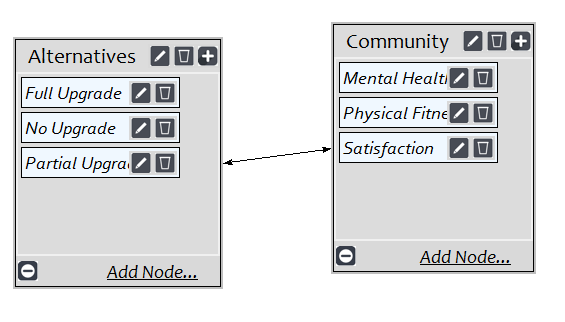 Alternatives
Full Upgrade
No Upgrade
Partial Upgra
Add Node...
Community
Mental Healt
Physical Fitne
Satisfaction
Add Node...